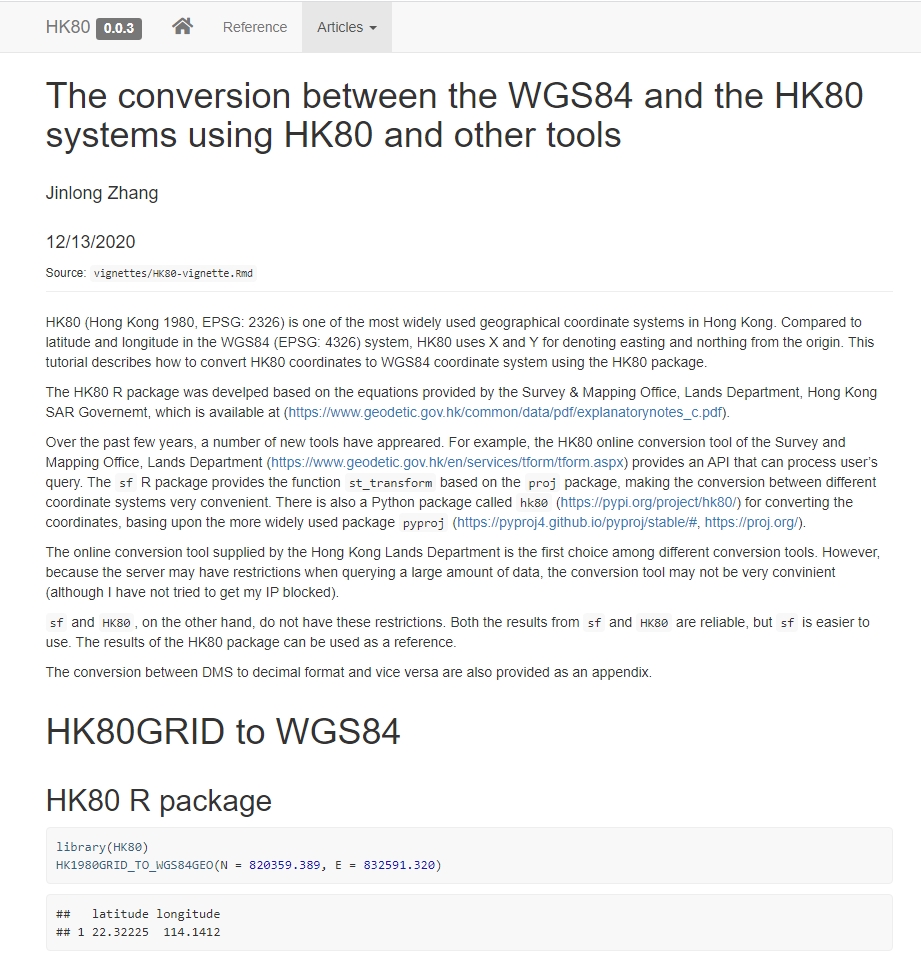 HK80 0.0.3 Reference Articles
The conversion between the WGS84 and the HK80
systems using HK80 and other tools
Jinlong Zhang
12/13/2020
Source: vignettes/HK80-vignette.Rmd
HK80 (Hong Kong 1980, EPSG: 2326) is one of the most widely used geographical coordinate systems in Hong Kong. Compared to
latitude and longitude in the WGS84 (EPSG: 4326) system, HK80 uses X and Y for denoting easting and northing from the origin. This
tutorial describes how to convert HK80 coordinates to WGS84 coordinate system using the HK80 package.
The HK80 R package was develped based on the equations provided by the Survey & Mapping Office, Lands Department, Hong Kong
SAR Governemt, which is available at (https://www.geodetic.gov.hk/common/data/pdf/explanatorynotes_c.pdf).
Over the past few years, a number of new tools have appreared. For example, the HK80 online conversion tool of the Survey and
Mapping Office, Lands Department (https://www.geodetic.gov.hk/en/services/tform/tform.aspx) provides an API that can process user's
query. The sf R package provides the function st_transform based on the proj package, making the conversion between different
coordinate systems very convenient. There is also a Python package called hk80 (https://pypi.org/project/hk80/) for converting the
coordinates, basing upon the more widely used package pyproj (https://pyproj4.github.io/pyproj/stable/#, https://proj.org/).
The online conversion tool supplied by the Hong Kong Lands Department is the first choice among different conversion tools. However,
because the server may have restrictions when querying a large amount of data, the conversion tool may not be very convinient
(although I have not tried to get my IP blocked).
sf and HK80, on the other hand, do not have these restrictions. Both the results from sf and HK80 are reliable, but sf is easier to
use. The results of the HK80 package can be used as a reference.
The conversion between DMS to decimal format and vice versa are also provided as an appendix.
HK80GRID to WGS84
HK80 R package
library(HK80)
HK1980GRID_TO_WGS84GEO(N = 820359.389, E = 832591.320)
##   latitude longitude
## 1 22.32225  114.1412